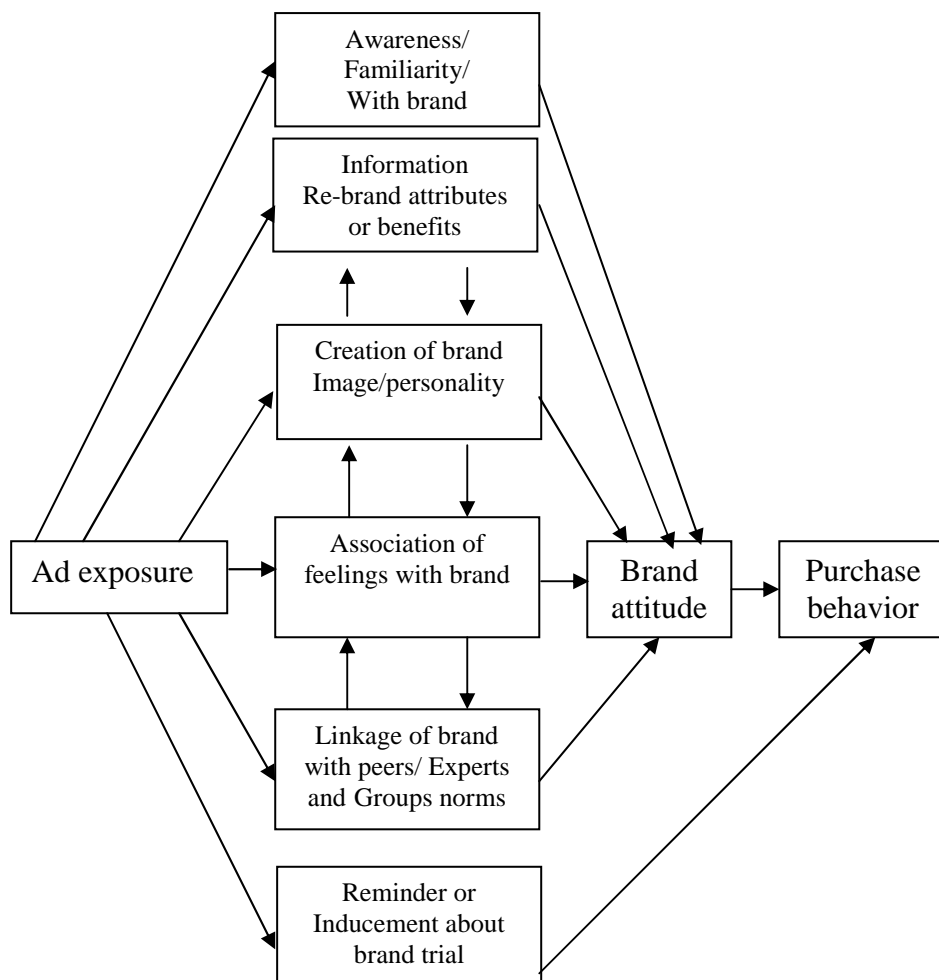 Awareness/
Familiarity/
With brand
Information
Re-brand attributes
or benefits
Creation of brand
Image/personality
Ad exposure
Association of
feelings with brand
Brand
attitude
Purchase
behavior
Linkage of brand
with peers/ Experts
and Groups norms
Reminder or
Inducement about
brand trial